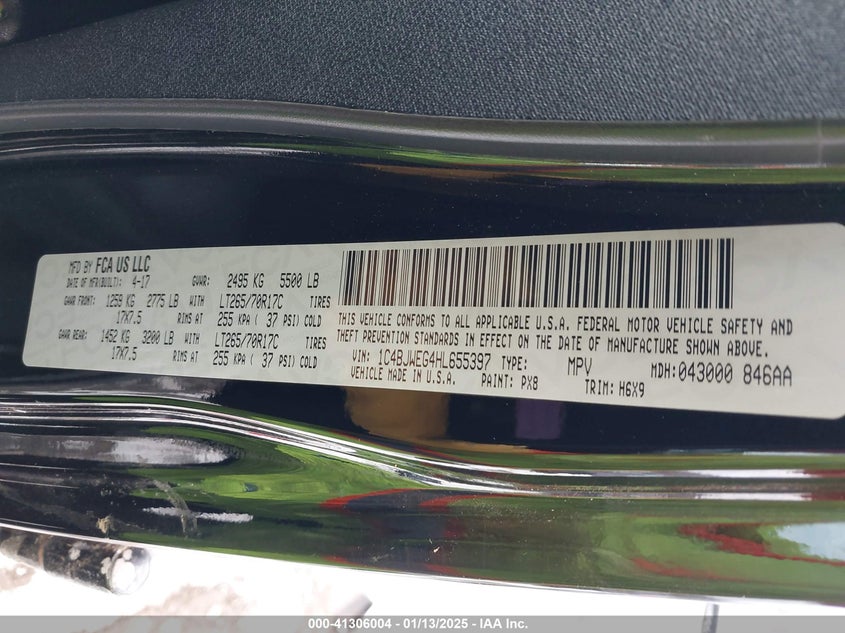 MFD BY FCA US LLC
DATE OF MFR(BUILT): 4-17 GVWR: 2495 KG 5500 LB
GAWR FRONT: 1259 KG 2775 LB WITH LT265/70R17C TIRES
17X7.5 RIMS AT 255 KPA ( 37 PSI) COLD
GAWR REAR: 1452 KG 3200 LB WITH LT265/70R17C TIRES
17X7.5 RIMS AT 255 KPA ( 37 PSI) COLD
THIS VEHICLE CONFORMS TO ALL APPLICABLE U.S.A. FEDERAL MOTOR VEHICLE SAFETY AND
THEFT PREVENTION STANDARDS IN EFFECT ON THE DATE OF MANUFACTURE SHOWN ABOVE.
VIN: 1C4BJWEG4HL655397 TYPE: MPV MDH:043000 846AA
VEHICLE MADE IN U.S.A. PAINT: PX8 TRIM: H6X9
000-41306004 — 01/13/2025 — IAA Inc.